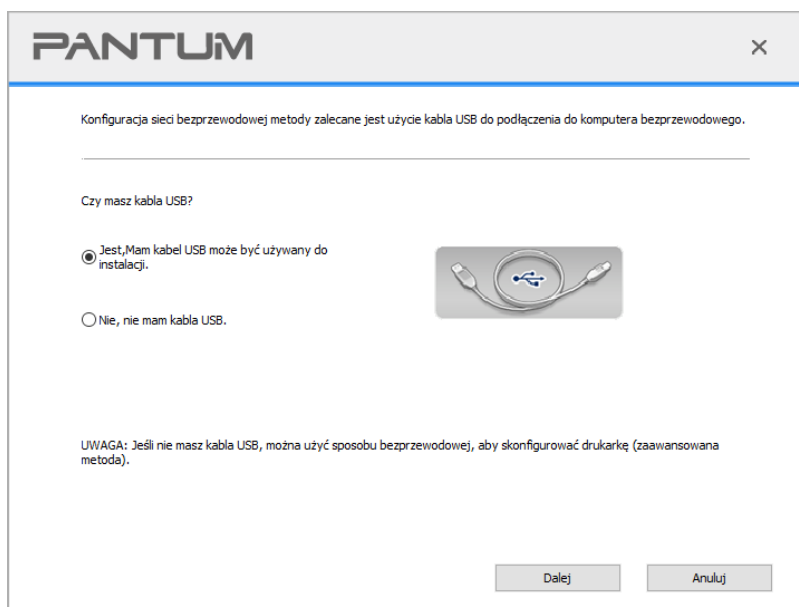 PANTUM
Konfiguracja sieci bezprzewodowej metody zalecane jest użycie kabla USB do podłączenia do komputera bezprzewodowego.
Czy masz kabla USB?
Jest,Mam kabel USB może być używany do
instalacji.
Nie, nie mam kabla USB.
UWAGA: Jeśli nie masz kabla USB, można użyć sposobu bezprzewodowej, aby skonfigurować drukarkę (zaawansowana
metoda).
Dalej
Anuluj